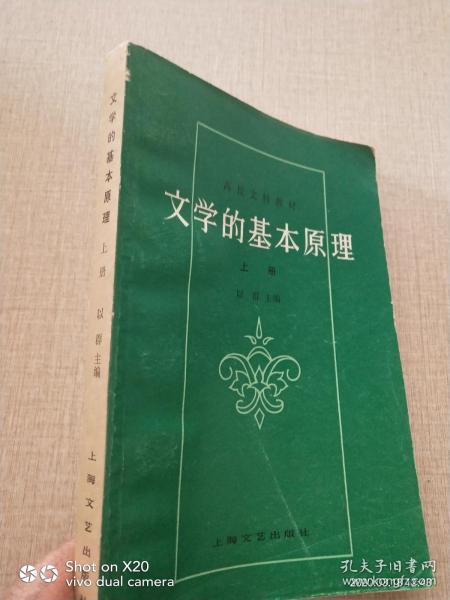 文学的基本原理
上册
以群主编
上海文艺出
高校文科教材
文学的基本原理
上册
以群主编
上海文艺出版社
Shot on X20
vivo dual camera
孔夫子旧书网